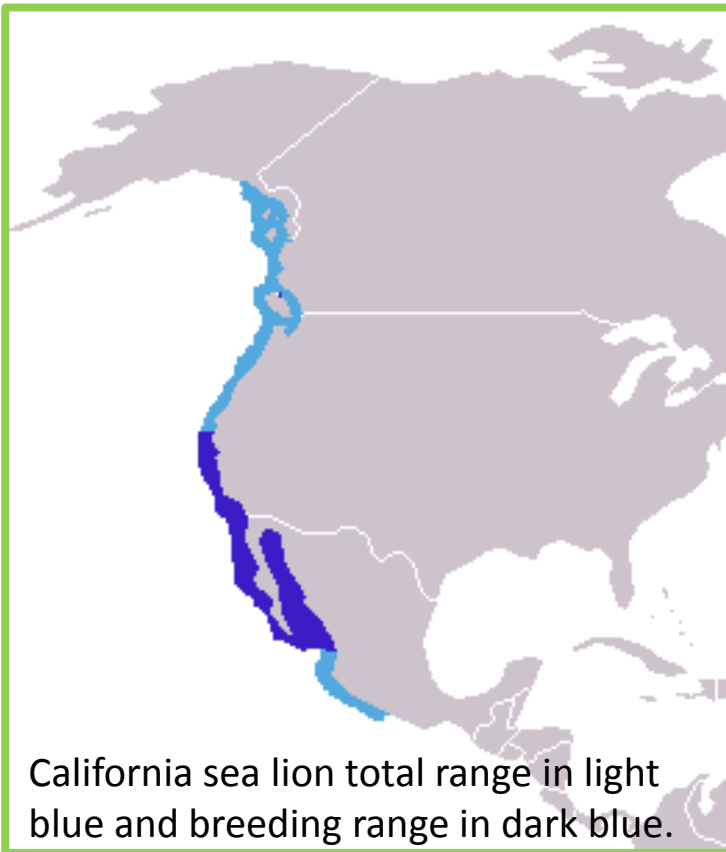 California sea lion total range in light
blue and breeding range in dark blue.